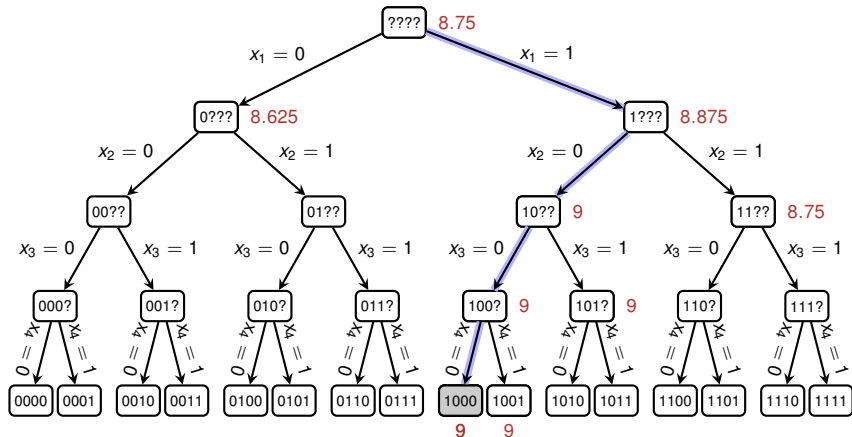 ???? 8.75
x₁ = 0 x₁ = 1
0??? 8.625 1??? 8.875
x₂ = 0 x₂ = 1 x₂ = 0 x₂ = 1
00?? 01?? 10?? 9 11?? 8.75
x₃ = 0 x₃ = 1 x₃ = 0 x₃ = 1 x₃ = 0 x₃ = 1 x₃ = 0 x₃ = 1
000? 001? 010? 011? 100? 9 101? 9 110? 111?
x₄ = 0 x₄ = 1 x₄ = 0 x₄ = 1 x₄ = 0 x₄ = 1 x₄ = 0 x₄ = 1 x₄ = 0 x₄ = 1 x₄ = 0 x₄ = 1 x₄ = 0 x₄ = 1 x₄ = 0 x₄ = 1
0000 0001 0010 0011 0100 0101 0110 0111 1000 1001 1010 1011 1100 1101 1110 1111
9 9